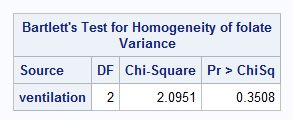 Bartlett's Test for Homogeneity of folate
Variance
Source DF Chi-Square Pr > ChiSq
ventilation 2 2.0951 0.3508